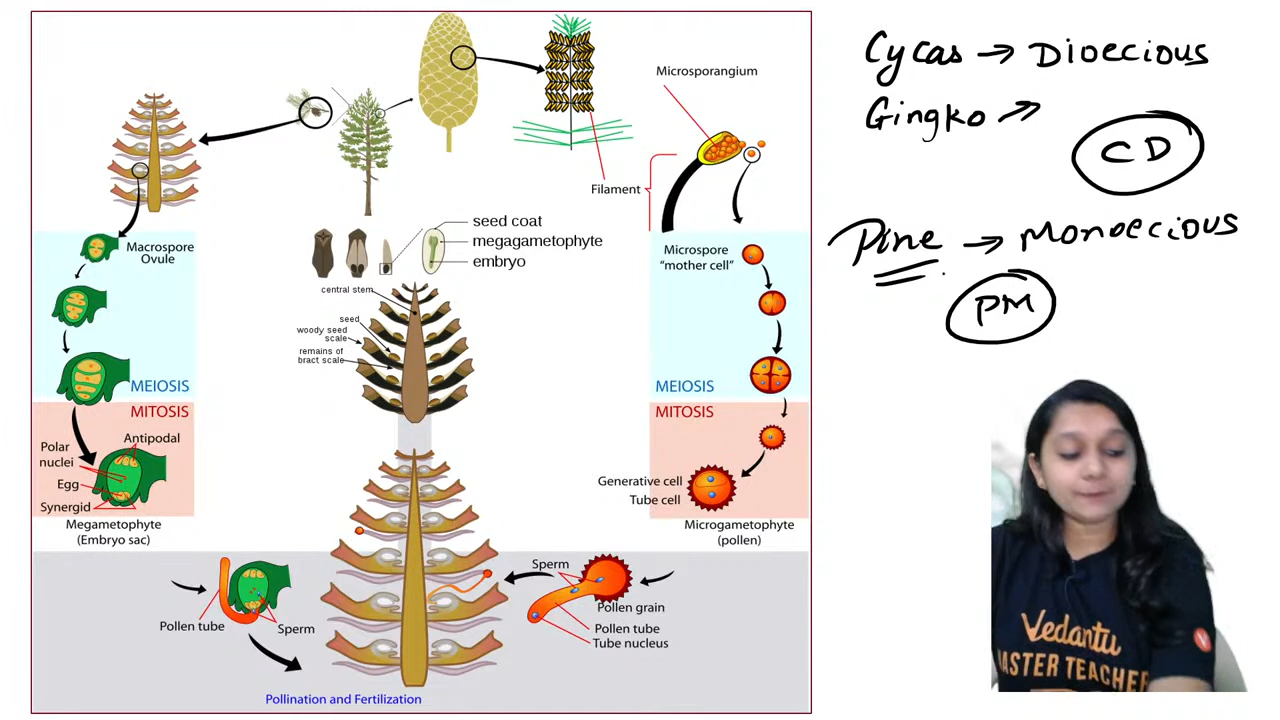 Microsporangium
Filament
seed coat
megagametophyte
embryo
Macrospore
Ovule
central stem
seed
woody seed
scale
remains of
bract scale
MEIOSIS
MITOSIS
Polar
nuclei
Antipodal
Egg
Synergid
Megametophyte
(Embryo sac)
Microspore
"mother cell"
MEIOSIS
MITOSIS
Generative cell
Tube cell
Microgametophyte
(pollen)
Pollen tube
Sperm
Sperm
Pollen grain
Pollen tube
Tube nucleus
Pollination and Fertilization
Cycas → Dioecious
Gingko →
CD
Pine → Monoecious
PM
Vedantu
MASTER TEACHER